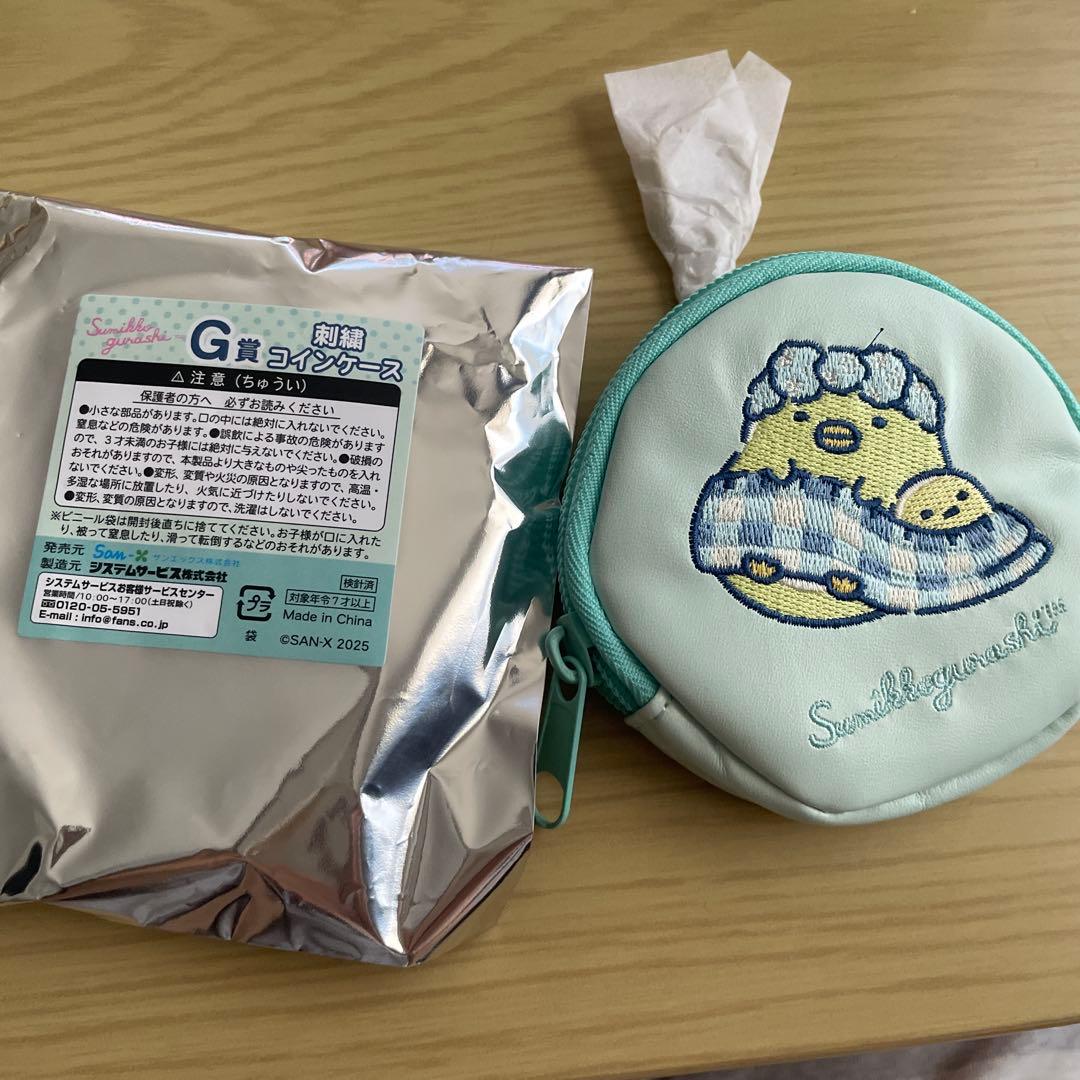 Sumikko
gurashi
G賞 刺繍
コインケース
⚠注意(ちゅうい)
保護者の方へ 必ずお読みください
●小さな部品があります。口の中には絶対に入れないでください。
窒息などの危険があります。●誤飲による事故の危険があります
ので、3才未満のお子様には絶対に与えないでください。●破損の
おそれがありますので、本製品より大きなものや尖ったものを入れ
ないでください。●変形、変質や火災の原因となりますので、高温・
多湿な場所に放置したり、火気に近づけたりしないでください。
●変形、変質の原因となりますので、洗濯はしないでください。
※ビニール袋は開封後直ちに捨ててください。お子様が口に入れた
り、被って窒息したり、滑って転倒するなどのおそれがあります。
発売元 San-X サンエックス株式会社
製造元 システムサービス株式会社
システムサービスお客様サービスセンター
営業時間/10:00~17:00(土日祝除く)
0120-05-5951
E-mail : info@fans.co.jp
プラ
袋
検針済
対象年令7才以上
Made in China
©SAN-X 2025
Sumikkogurashi™